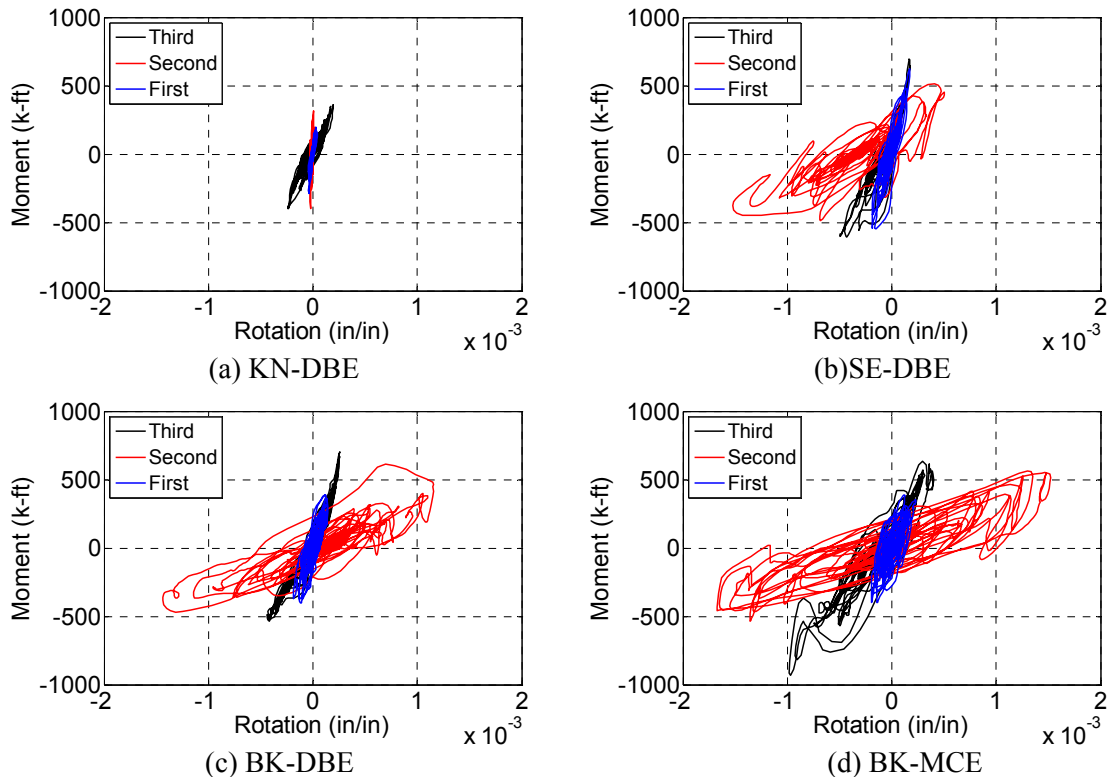 1000
500
0
-500
-1000
Moment (k-ft)
Third
Second
First
-2 -1 0 1 2
Rotation (in/in)
x 10-3
(a) KN-DBE
1000
500
0
-500
-1000
Moment (k-ft)
Third
Second
First
-2 -1 0 1 2
Rotation (in/in)
x 10-3
(b)SE-DBE
1000
500
0
-500
-1000
Moment (k-ft)
Third
Second
First
-2 -1 0 1 2
Rotation (in/in)
x 10-3
(c) BK-DBE
1000
500
0
-500
-1000
Moment (k-ft)
Third
Second
First
-2 -1 0 1 2
Rotation (in/in)
x 10-3
(d) BK-MCE